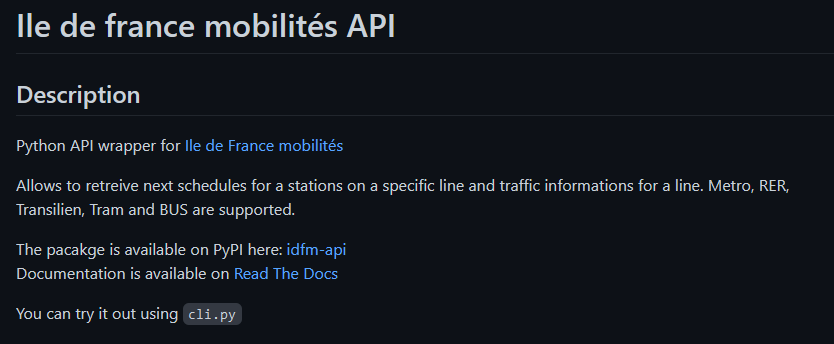 Ile de france mobilités API
Description
Python API wrapper for Ile de France mobilités
Allows to retreive next schedules for a stations on a specific line and traffic informations for a line. Metro, RER,
Transilien, Tram and BUS are supported.
The pacakge is available on PyPI here: idfm-api
Documentation is available on Read The Docs
You can try it out using cli.py